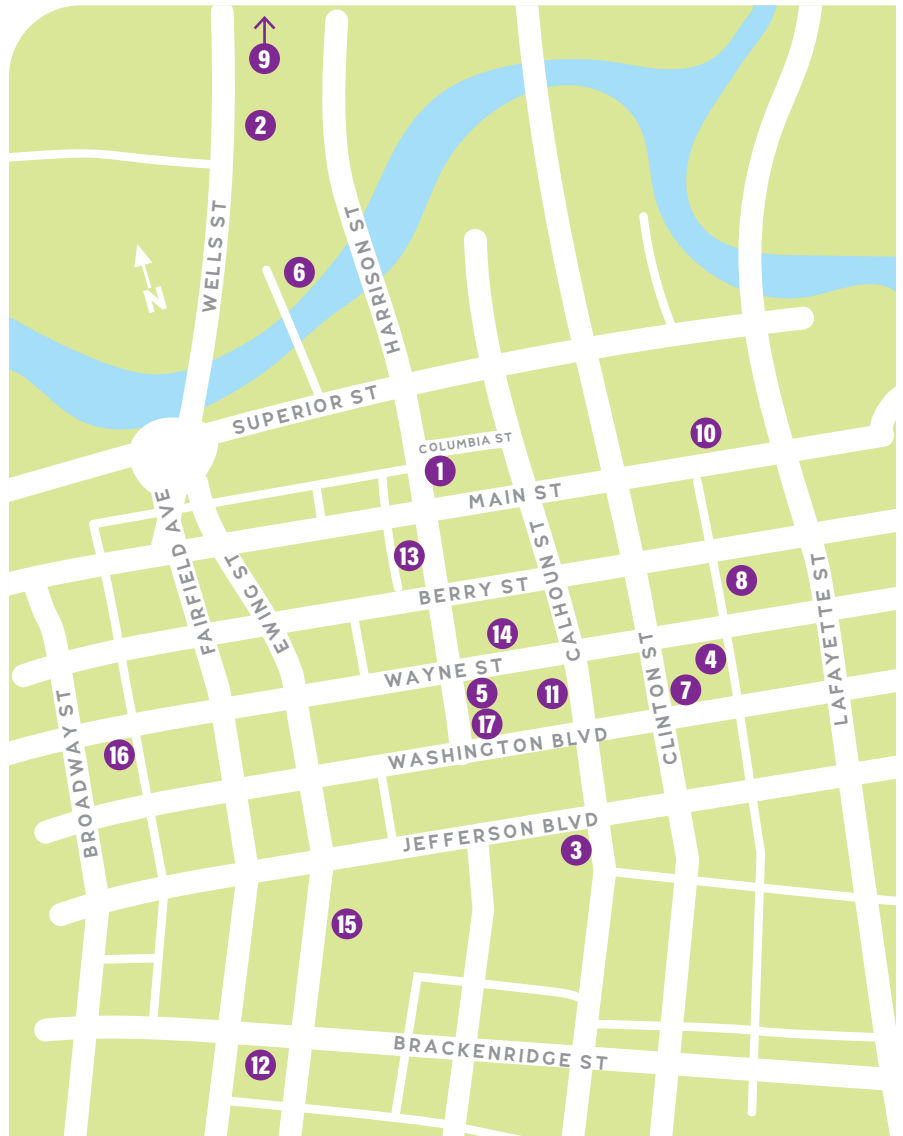 9
2
WELLS ST
HARRISON ST
6
N
SUPERIOR ST
10
COLUMBIA ST
1
MAIN ST
FAIRFIELD AVE
EWING ST
13
BERRY ST
CALHOUN ST
8
LAFAYETTE ST
14
WAYNE ST
CLINTON ST
4
5
11
7
17
BROADWAY ST
16
WASHINGTON BLVD
JEFFERSON BLVD
3
15
BRACKENRIDGE ST
12